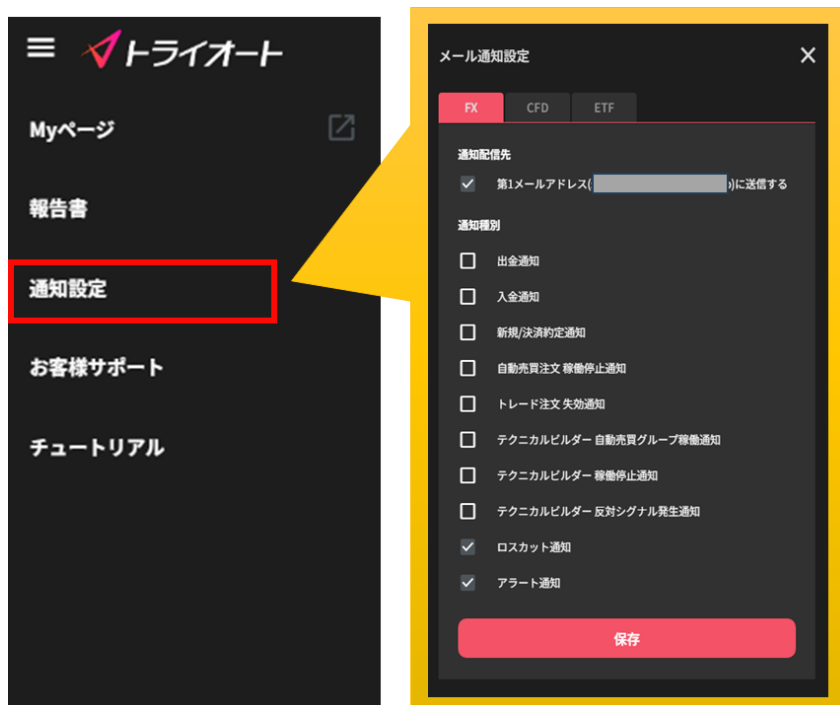 トライオート
Myページ
報告書
通知設定
お客様サポート
チュートリアル
メール通知設定
FX CFD ETF
通知配信先
第1メールアドレス( )に送信する
通知種別
出金通知
入金通知
新規/決済約定通知
自動売買注文 稼働停止通知
トレード注文 失効通知
テクニカルビルダー 自動売買グループ稼働通知
テクニカルビルダー 稼働停止通知
テクニカルビルダー 反対シグナル発生通知
ロスカット通知
アラート通知
保存